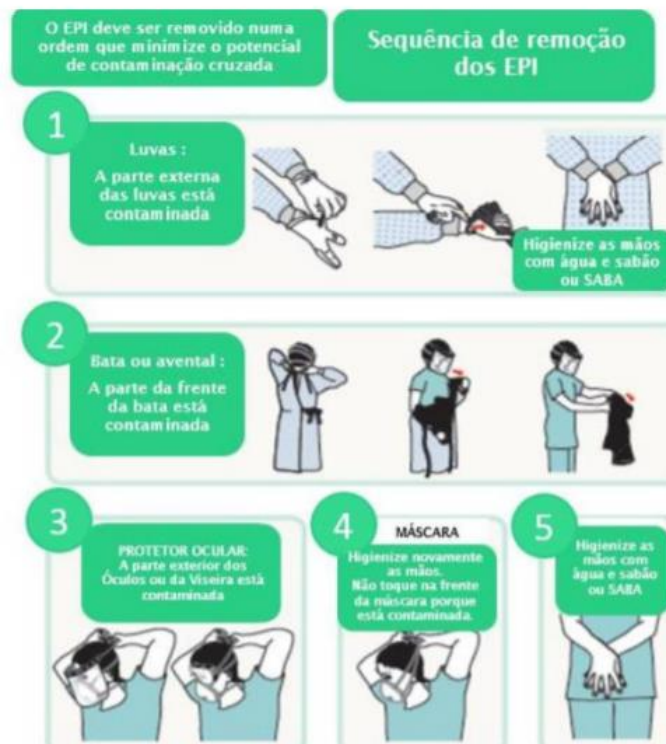 O EPI deve ser removido numa
ordem que minimize o potencial
de contaminação cruzada
Sequência de remoção
dos EPI
1
Luvas :
A parte externa
das luvas está
contaminada
Higienize as mãos
com água e sabão
ou SABA
2
Bata ou avental :
A parte da frente
da bata está
contaminada
3
PROTETOR OCULAR:
A parte exterior dos
Óculos ou da Viseira está
contaminada
4
MÁSCARA
Higienize novamente
as mãos.
Não toque na frente
da máscara porque
está contaminada.
5
Higienize as
mãos com
água e sabão
ou SABA